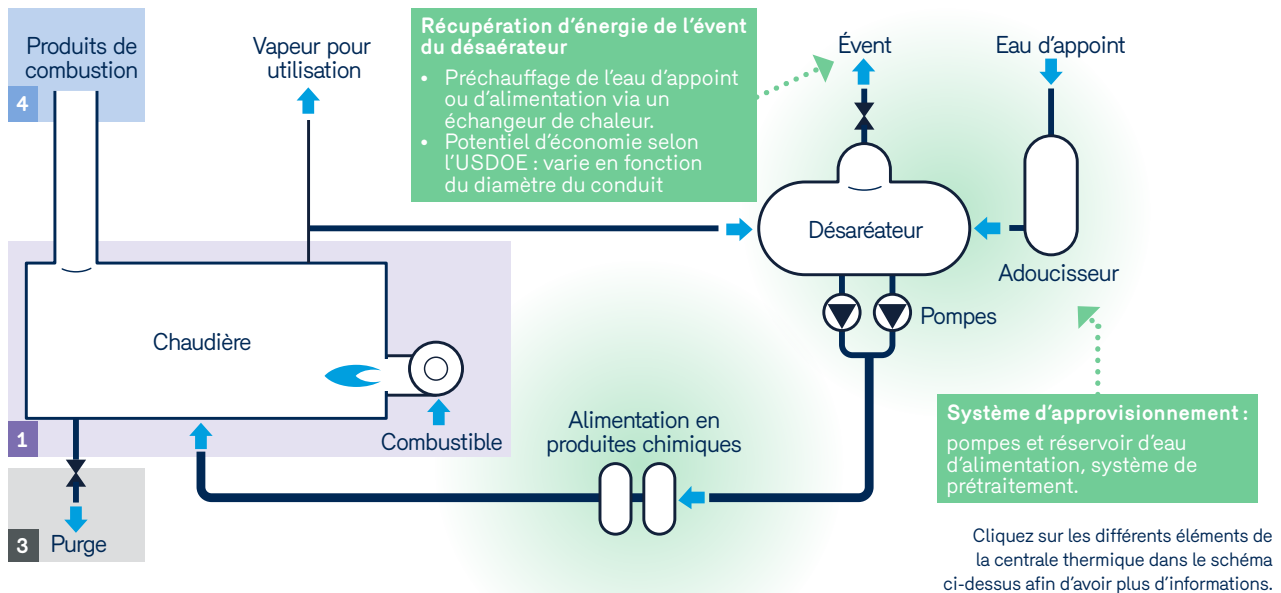 Produits de
combustion
4
Vapeur pour
utilisation
Récupération d'énergie de l'évent
du désaérateur
• Préchauffage de l'eau d'appoint
ou d'alimentation via un
échangeur de chaleur.
• Potentiel d'économie selon
l'USDOE : varie en fonction
du diamètre du conduit
Évent
Eau d'appoint
Désaréateur
Adoucisseur
Pompes
Chaudière
Combustible
1
Alimentation en
produites chimiques
Système d'approvisionnement :
pompes et réservoir d'eau
d'alimentation, système de
prétraitement.
3
Purge
Cliquez sur les différents éléments de
la centrale thermique dans le schéma
ci-dessus afin d'avoir plus d'informations.